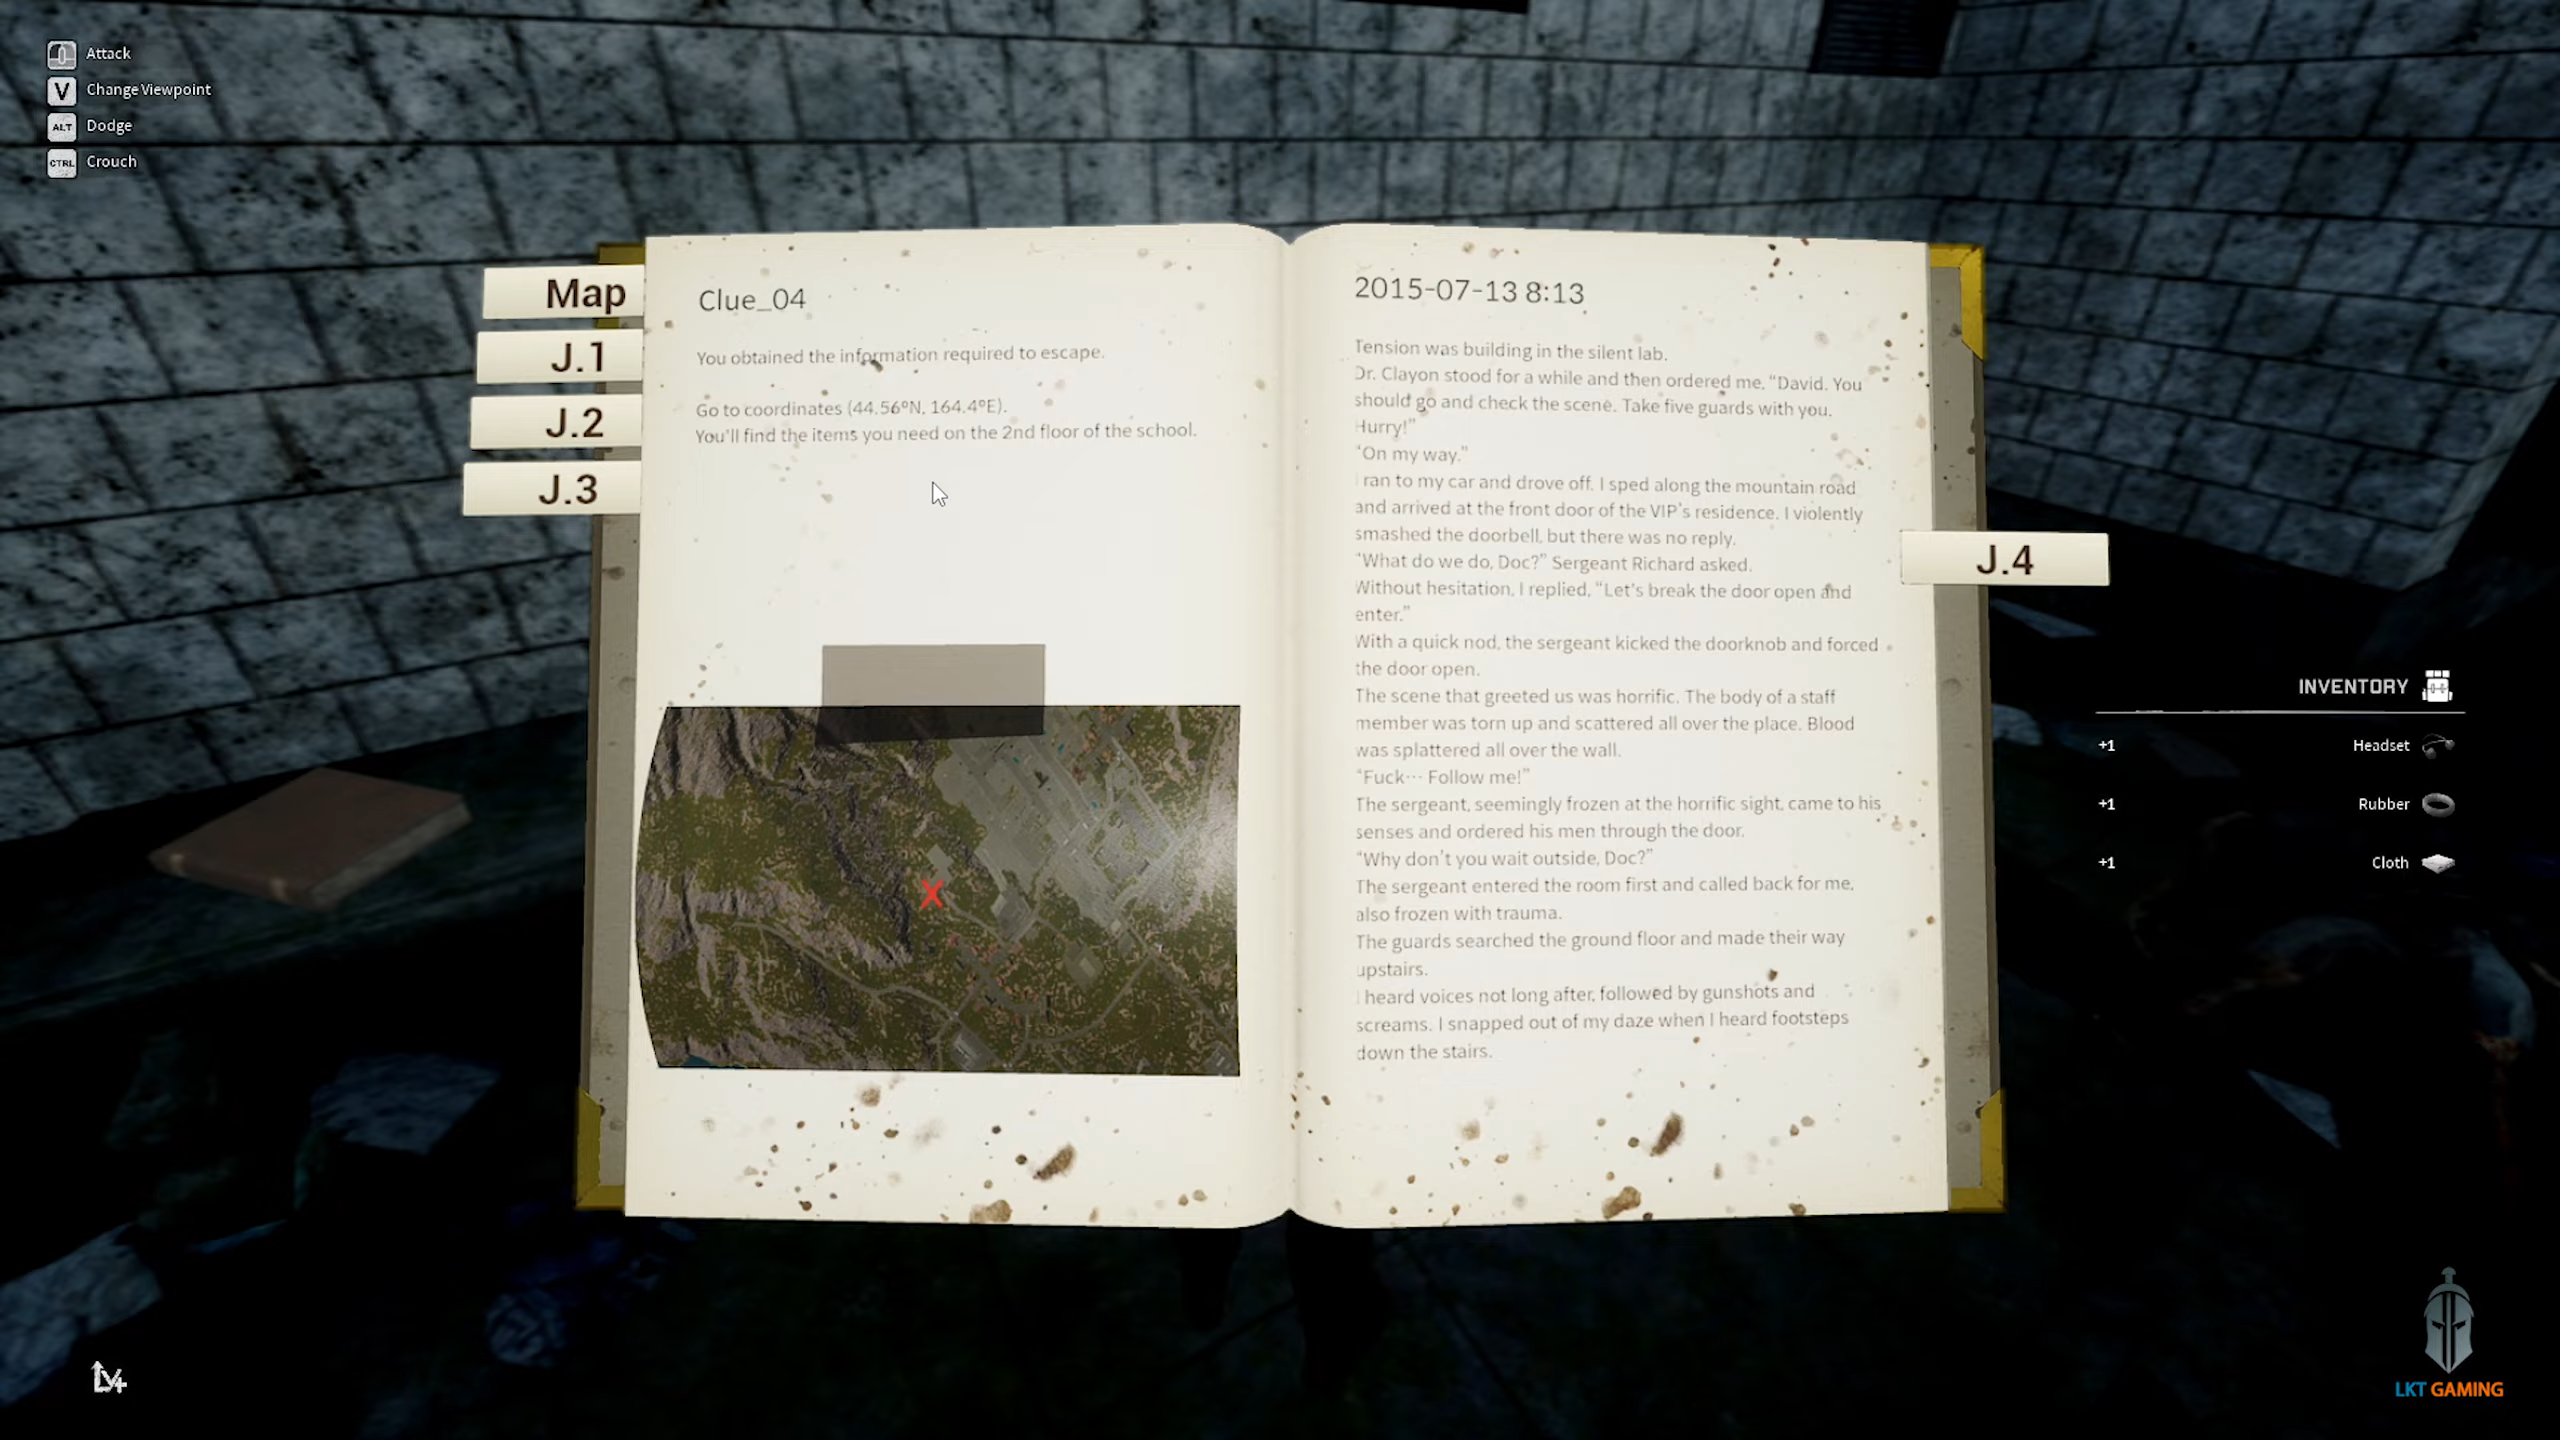 Attack
V Change Viewpoint
ALT Dodge
CTRL Crouch
Map
J.1
J.2
J.3
Clue_04
You obtained the information required to escape.
Go to coordinates (44.56ºN, 164.4ºE).
You'll find the items you need on the 2nd floor of the school.
X
2015-07-13 8:13
Tension was building in the silent lab.
Dr. Clayon stood for a while and then ordered me, “David. You
should go and check the scene. Take five guards with you.
Hurry!”
“On my way.”
I ran to my car and drove off. I sped along the mountain road
and arrived at the front door of the VIP's residence. I violently
smashed the doorbell, but there was no reply.
“What do we do, Doc?” Sergeant Richard asked.
Without hesitation, I replied, “Let's break the door open and
enter.”
With a quick nod, the sergeant kicked the doorknob and forced
the door open.
The scene that greeted us was horrific. The body of a staff
member was torn up and scattered all over the place. Blood
was splattered all over the wall.
“Fuck… Follow me!”
The sergeant, seemingly frozen at the horrific sight, came to his
senses and ordered his men through the door.
“Why don't you wait outside, Doc?”
The sergeant entered the room first and called back for me,
also frozen with trauma.
The guards searched the ground floor and made their way
upstairs.
I heard voices not long after, followed by gunshots and
screams. I snapped out of my daze when I heard footsteps
down the stairs.
J.4
INVENTORY
+1 Headset
+1 Rubber
+1 Cloth
LKT GAMING